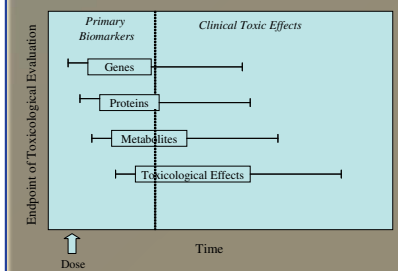 Primary
Biomarkers
Clinical Toxic Effects
Genes
Proteins
Metabolites
Toxicological Effects
Endpoint of Toxicological Evaluation
Time
Dose